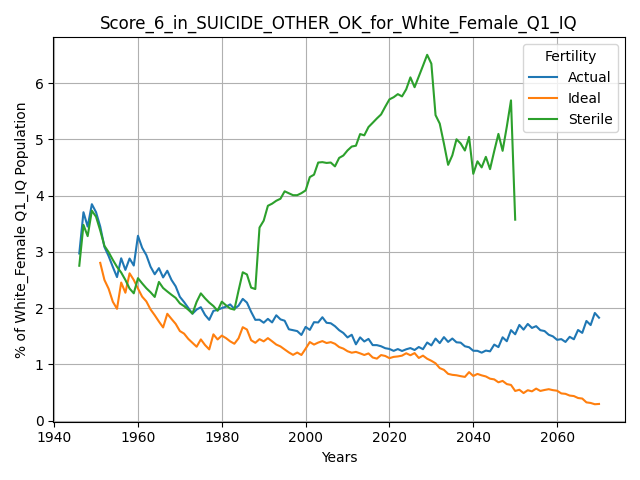 Score_6_in_SUICIDE_OTHER_OK_for_White_Female_Q1_IQ
Fertility
Actual
Ideal
Sterile
% of White_Female Q1_IQ Population
6
5
4
3
2
1
0
1940
1960
1980
2000
2020
2040
2060
Years